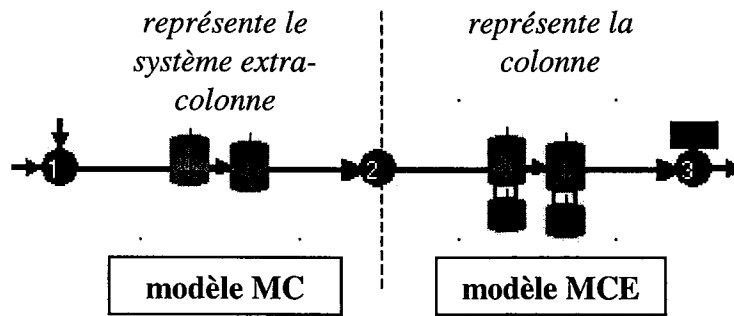 représente le
système extra-
colonne
représente la
colonne
1
2
3
modèle MC
modèle MCE